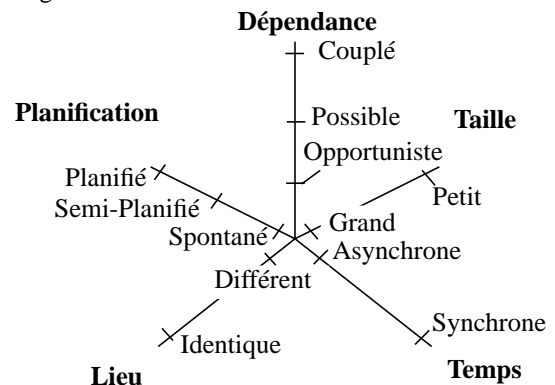 Dépendance
Couplé
Planification
Possible
Taille
Opportuniste
Planifié
Petit
Semi-Planifié
Grand
Spontané
Asynchrone
Différent
Synchrone
Identique
Lieu
Temps